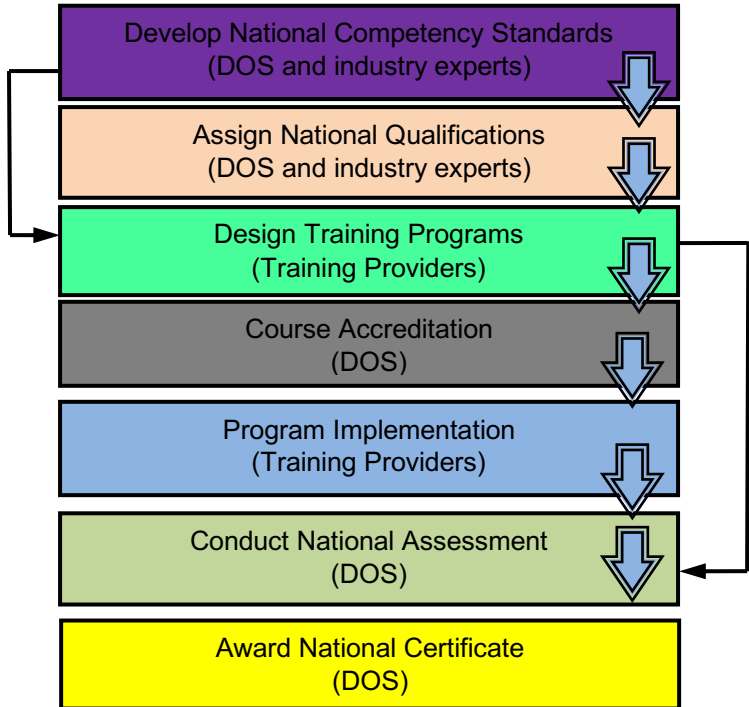 Develop National Competency Standards
(DOS and industry experts)
Assign National Qualifications
(DOS and industry experts)
Design Training Programs
(Training Providers)
Course Accreditation
(DOS)
Program Implementation
(Training Providers)
Conduct National Assessment
(DOS)
Award National Certificate
(DOS)